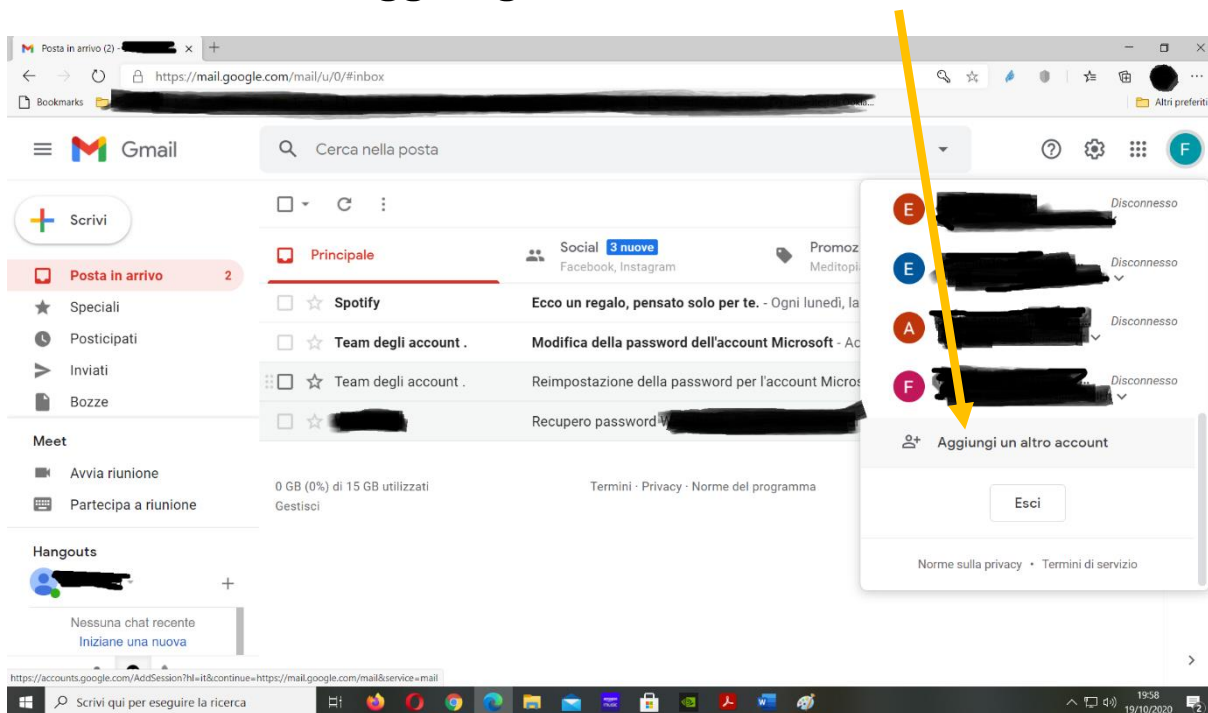 Posta in arrivo (2) -
https://mail.google.com/mail/u/0/#inbox
Bookmarks
Altri preferiti
Gmail
Cerca nella posta
F
Scrivi
Posta in arrivo 2
Speciali
Posticipati
Inviati
Bozze
Meet
Avvia riunione
Partecipa a riunione
Hangouts
Nessuna chat recente
Iniziane una nuova
Principale
Social 3 nuove
Facebook, Instagram
Promoz
Spotify
Ecco un regalo, pensato solo per te. - Ogni lunedì, la
Team degli account .
Modifica della password dell'account Microsoft - Ac
Team degli account .
Reimpostazione della password per l'account Micros
Recupero password
0 GB (0%) di 15 GB utilizzati
Gestisci
Termini · Privacy · Norme del programma
E
Disconnesso
E
Disconnesso
A
Disconnesso
F
Disconnesso
Aggiungi un altro account
Esci
Norme sulla privacy • Termini di servizio
https://accounts.google.com/AddSession?hl=it&continue=https://mail.google.com/mail&service=mail
Scrivi qui per eseguire la ricerca
19:58
19/10/2020
2